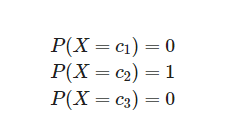 P(X = c₁) = 0
P(X = c₂) = 1
P(X = c₃) = 0